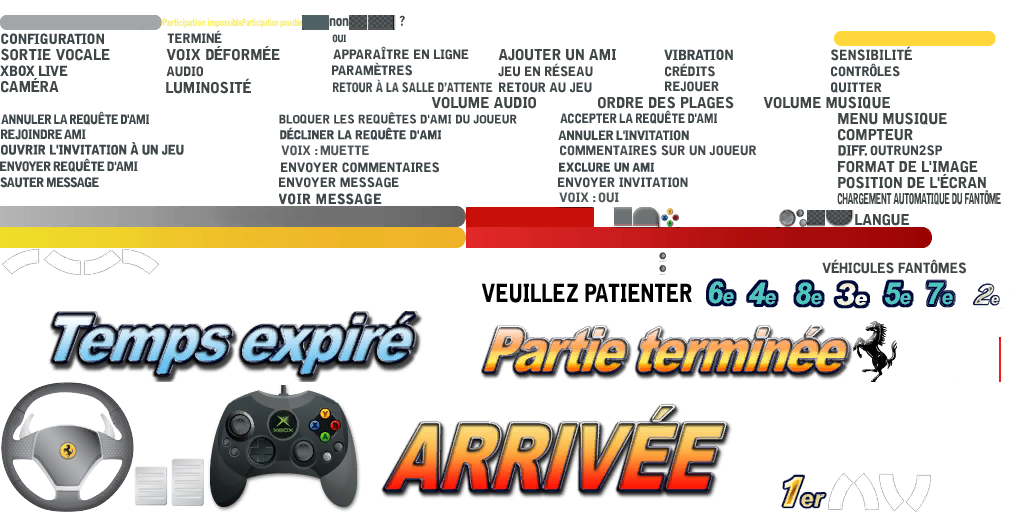 Participation impossible Participation possible non ?
CONFIGURATION TERMINÉ OUI
SORTIE VOCALE VOIX DÉFORMÉE APPARAÎTRE EN LIGNE AJOUTER UN AMI VIBRATION SENSIBILITÉ
XBOX LIVE AUDIO PARAMÈTRES JEU EN RÉSEAU CRÉDITS CONTRÔLES
CAMÉRA LUMINOSITÉ RETOUR À LA SALLE D'ATTENTE RETOUR AU JEU REJOUER QUITTER
VOLUME AUDIO ORDRE DES PLAGES VOLUME MUSIQUE
ANNULER LA REQUÊTE D'AMI BLOQUER LES REQUÊTES D'AMI DU JOUEUR ACCEPTER LA REQUÊTE D'AMI MENU MUSIQUE
REJOINDRE AMI DÉCLINER LA REQUÊTE D'AMI ANNULER L'INVITATION COMPTEUR
OUVRIR L'INVITATION À UN JEU VOIX : MUETTE COMMENTAIRES SUR UN JOUEUR DIFF. OUTRUN2SP
ENVOYER REQUÊTE D'AMI ENVOYER COMMENTAIRES EXCLURE UN AMI FORMAT DE L'IMAGE
SAUTER MESSAGE ENVOYER MESSAGE ENVOYER INVITATION POSITION DE L'ÉCRAN
VOIR MESSAGE VOIX : OUI CHARGEMENT AUTOMATIQUE DU FANTÔME
LANGUE
VÉHICULES FANTÔMES
VEUILLEZ PATIENTER 6e 4e 8e 3e 5e 7e 2e
Temps expiré
Partie terminée
XBOX
Y
X
B
A
ARRIVÉE
1er